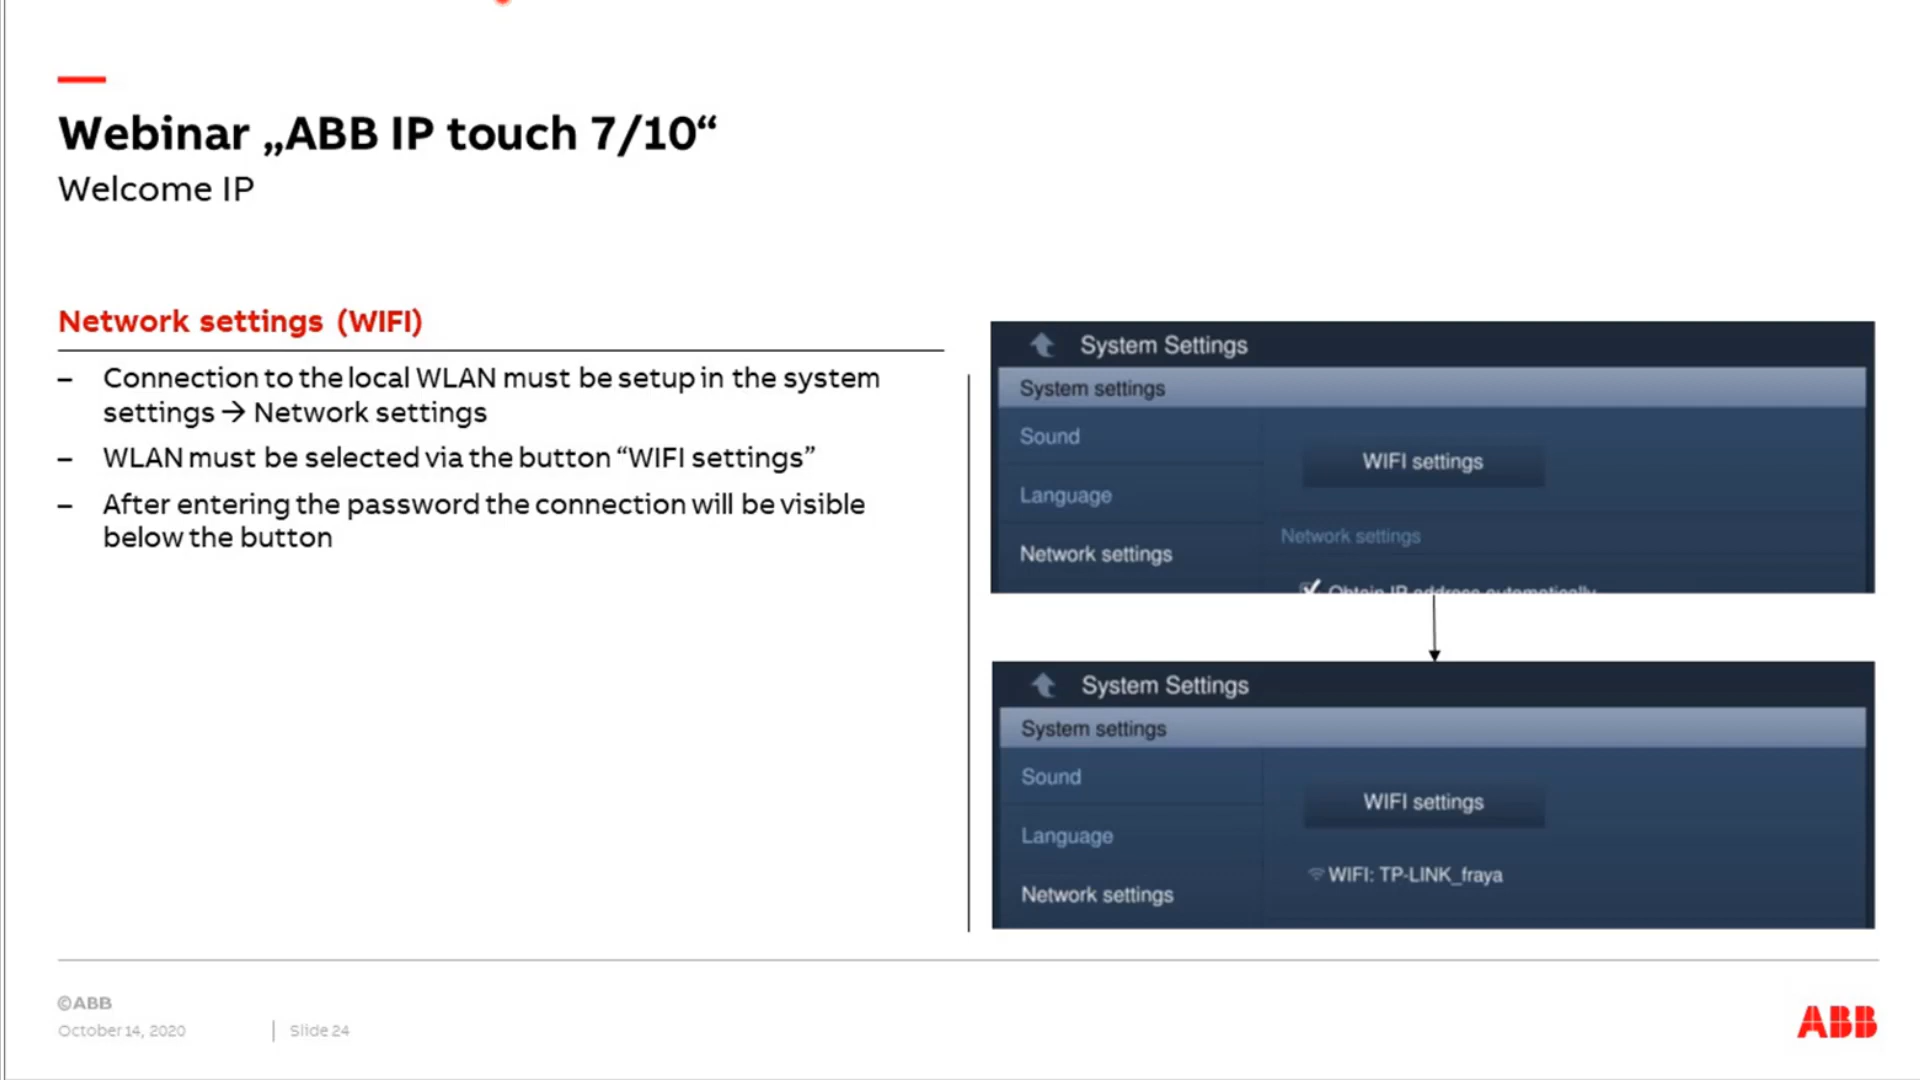 Webinar „ABB IP touch 7/10“
Welcome IP
Network settings (WIFI)
– Connection to the local WLAN must be setup in the system
settings → Network settings
– WLAN must be selected via the button “WIFI settings”
– After entering the password the connection will be visible
below the button
System Settings
System settings
Sound
WIFI settings
Language
Network settings
Network settings
Obtain IP address automatically
System Settings
System settings
Sound
WIFI settings
Language
WIFI: TP-LINK_fraya
Network settings
©ABB
October 14, 2020
Slide 24
ABB